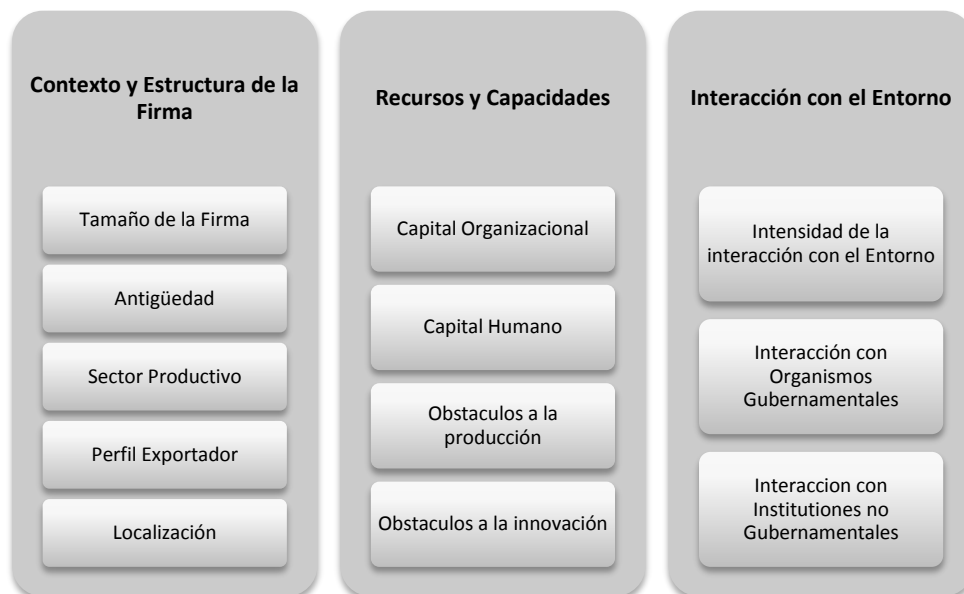 Contexto y Estructura de la
Firma
Tamaño de la Firma
Antigüedad
Sector Productivo
Perfil Exportador
Localización
Recursos y Capacidades
Capital Organizacional
Capital Humano
Obstaculos a la
producción
Obstaculos a la innovación
Interacción con el Entorno
Intensidad de la
interacción con el Entorno
Interacción con
Organismos
Gubernamentales
Interaccion con
Institutiones no
Gubernamentales